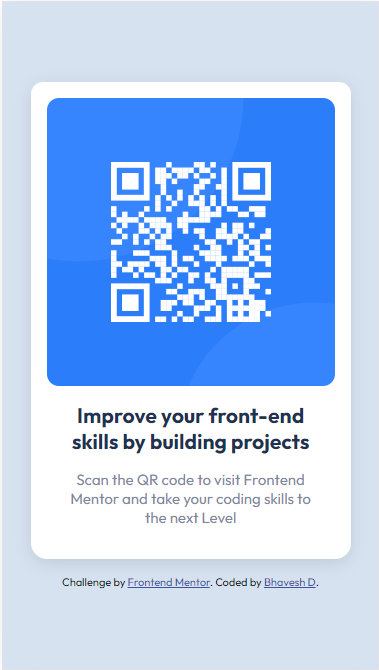 Improve your front-end
skills by building projects
Scan the QR code to visit Frontend
Mentor and take your coding skills to
the next Level
Challenge by Frontend Mentor. Coded by Bhavesh D.